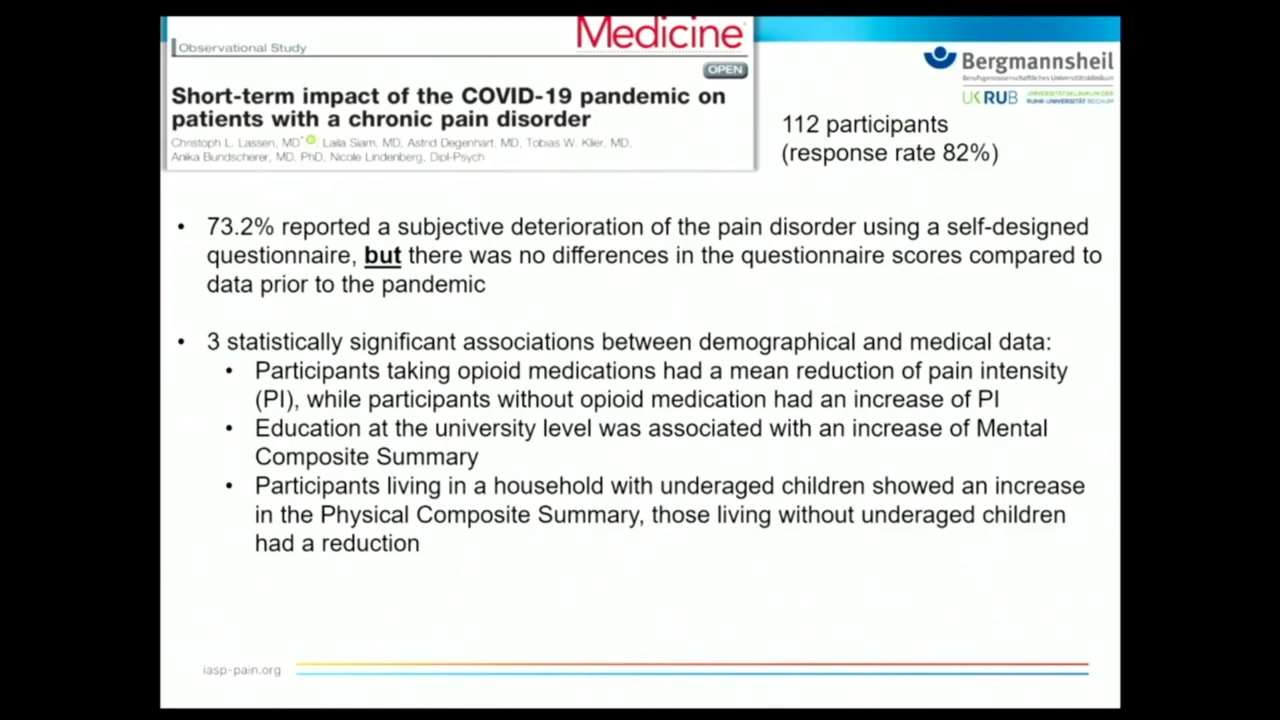 Medicine
Observational Study
OPEN
Short-term impact of the COVID-19 pandemic on
patients with a chronic pain disorder
Christoph L. Lassen, MD*, Laila Siam, MD, Astrid Degenhart, MD, Tobias W. Klier, MD,
Anika Bundscherer, MD, PhD, Nicole Lindenberg, Dipl-Psych
Bergmannsheil
Berufsgenossenschaftliches Universitätsklinikum
UK RUB
UNIVERSITÄTSKLINIKUM DER
RUHR-UNIVERSITÄT BOCHUM
112 participants
(response rate 82%)
• 73.2% reported a subjective deterioration of the pain disorder using a self-designed
questionnaire, but there was no differences in the questionnaire scores compared to
data prior to the pandemic
• 3 statistically significant associations between demographical and medical data:
• Participants taking opioid medications had a mean reduction of pain intensity
(PI), while participants without opioid medication had an increase of PI
• Education at the university level was associated with an increase of Mental
Composite Summary
• Participants living in a household with underaged children showed an increase
in the Physical Composite Summary, those living without underaged children
had a reduction
iasp-pain.org